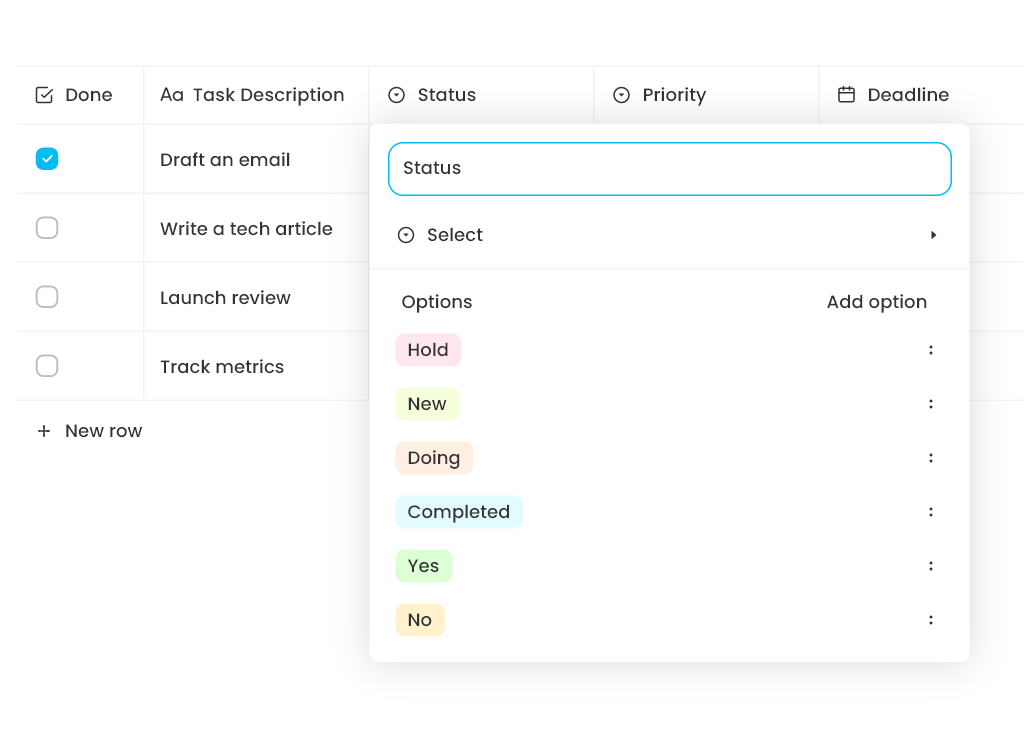 Done Aa Task Description Status Priority Deadline
Draft an email
Status
Write a tech article
Select
Launch review
Options Add option
Hold
Track metrics
New
+ New row
Doing
Completed
Yes
No